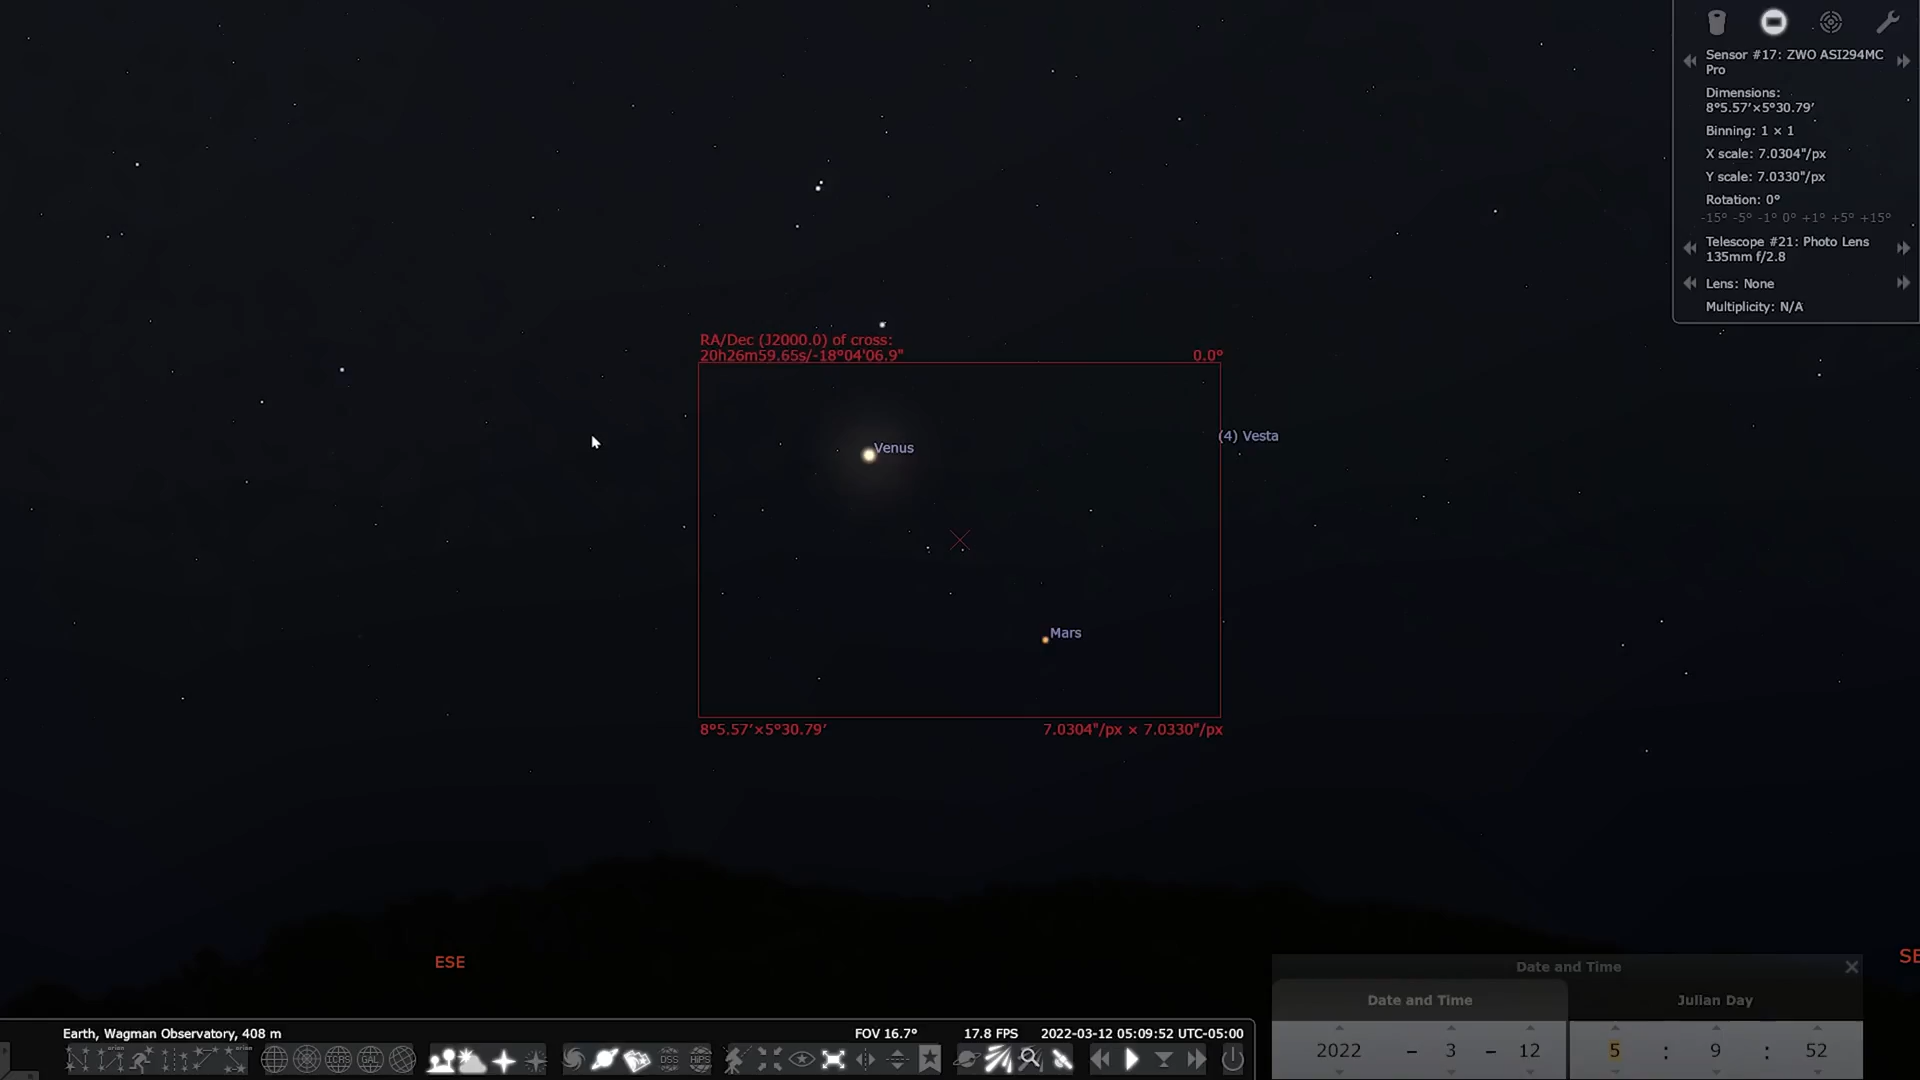 Sensor #17: ZWO ASI294MC
Pro
Dimensions:
8°5.57’×5°30.79’
Binning: 1 × 1
X scale: 7.0304"/px
Y scale: 7.0330"/px
Rotation: 0°
-15° -5° -1° 0° +1° +5° +15°
Telescope #21: Photo Lens
135mm f/2.8
Lens: None
Multiplicity: N/A
RA/Dec (J2000.0) of cross:
20h26m59.65s/-18°04'06.9" 0.0°
(4) Vesta
Venus
Mars
8°5.57’×5°30.79’ 7.0304"/px × 7.0330"/px
ESE SE
Date and Time
Date and Time Julian Day
2022 – 3 – 12 5 : 9 : 52
Earth, Wagman Observatory, 408 m FOV 16.7° 17.8 FPS 2022-03-12 05:09:52 UTC-05:00
ICRS GAL DSS HiPS